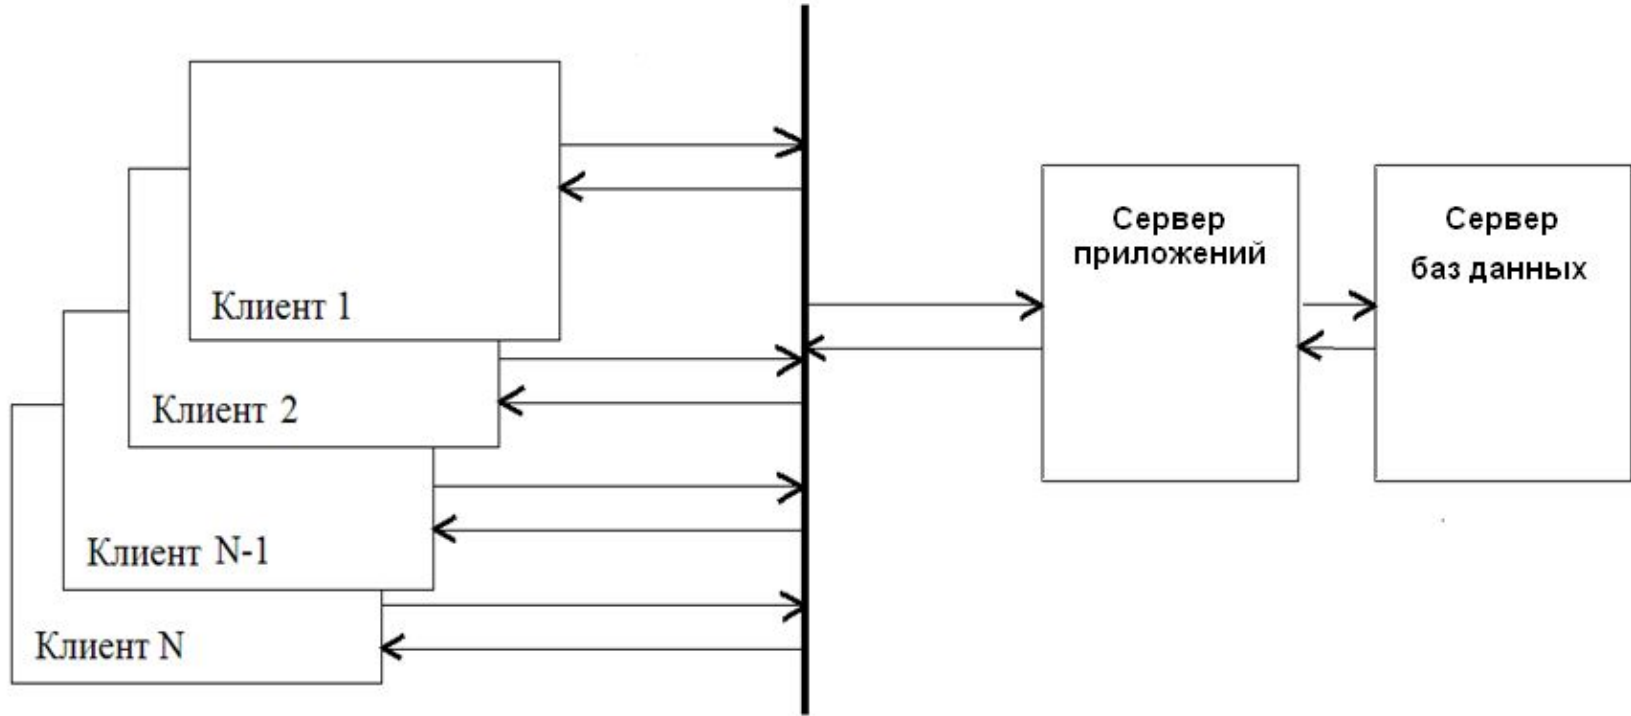 Клиент 1
Клиент 2
Клиент N-1
Клиент N
Сервер
приложений
Сервер
баз данных